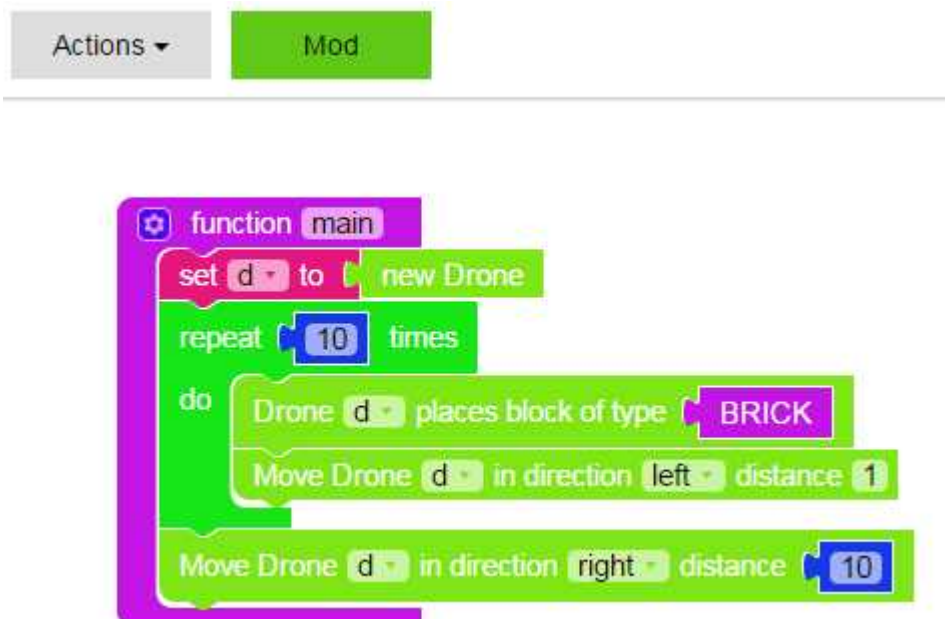 Actions Mod
function main
set d to new Drone
repeat 10 times
do Drone d places block of type BRICK
Move Drone d in direction left distance 1
Move Drone d in direction right distance 10